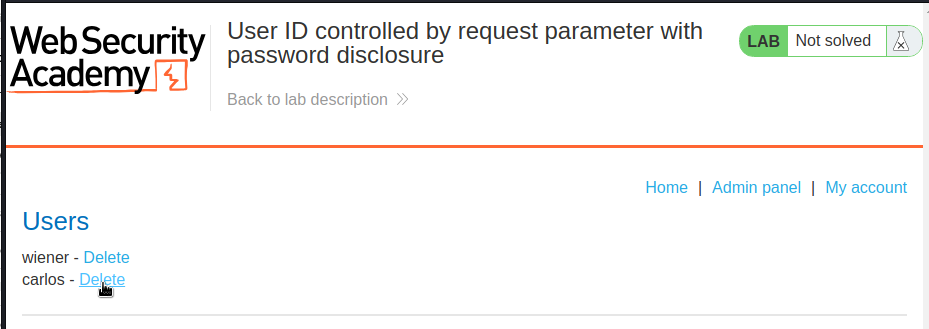 Web Security
Academy
User ID controlled by request parameter with
password disclosure
Back to lab description
LAB Not solved
Home | Admin panel | My account
Users
wiener - Delete
carlos - Delete